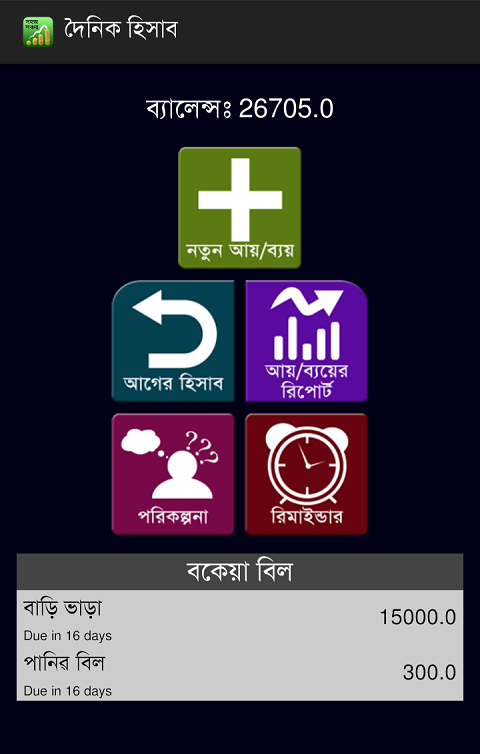 দৈনিক হিসাব
ব্যালেন্সঃ 26705.0
নতুন আয়/ব্যয়
আগের হিসাব
আয়/ব্যয়ের
রিপোর্ট
???
পরিকল্পনা
রিমাইন্ডার
বকেয়া বিল
বাড়ি ভাড়া
15000.0
Due in 16 days
পানিৱ বিল
300.0
Due in 16 days